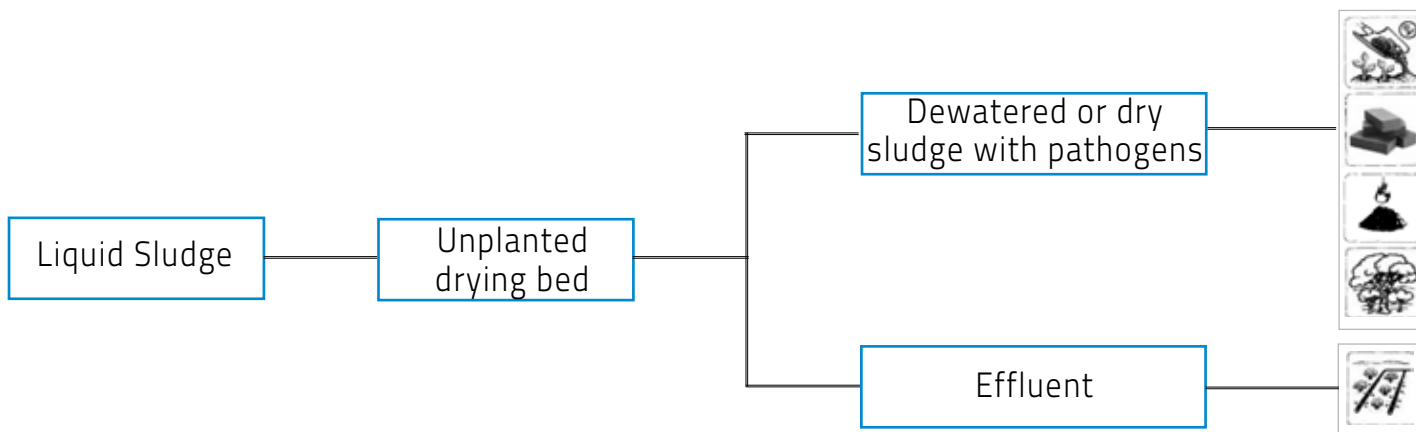 Liquid Sludge
Unplanted
drying bed
Dewatered or dry
sludge with pathogens
Effluent